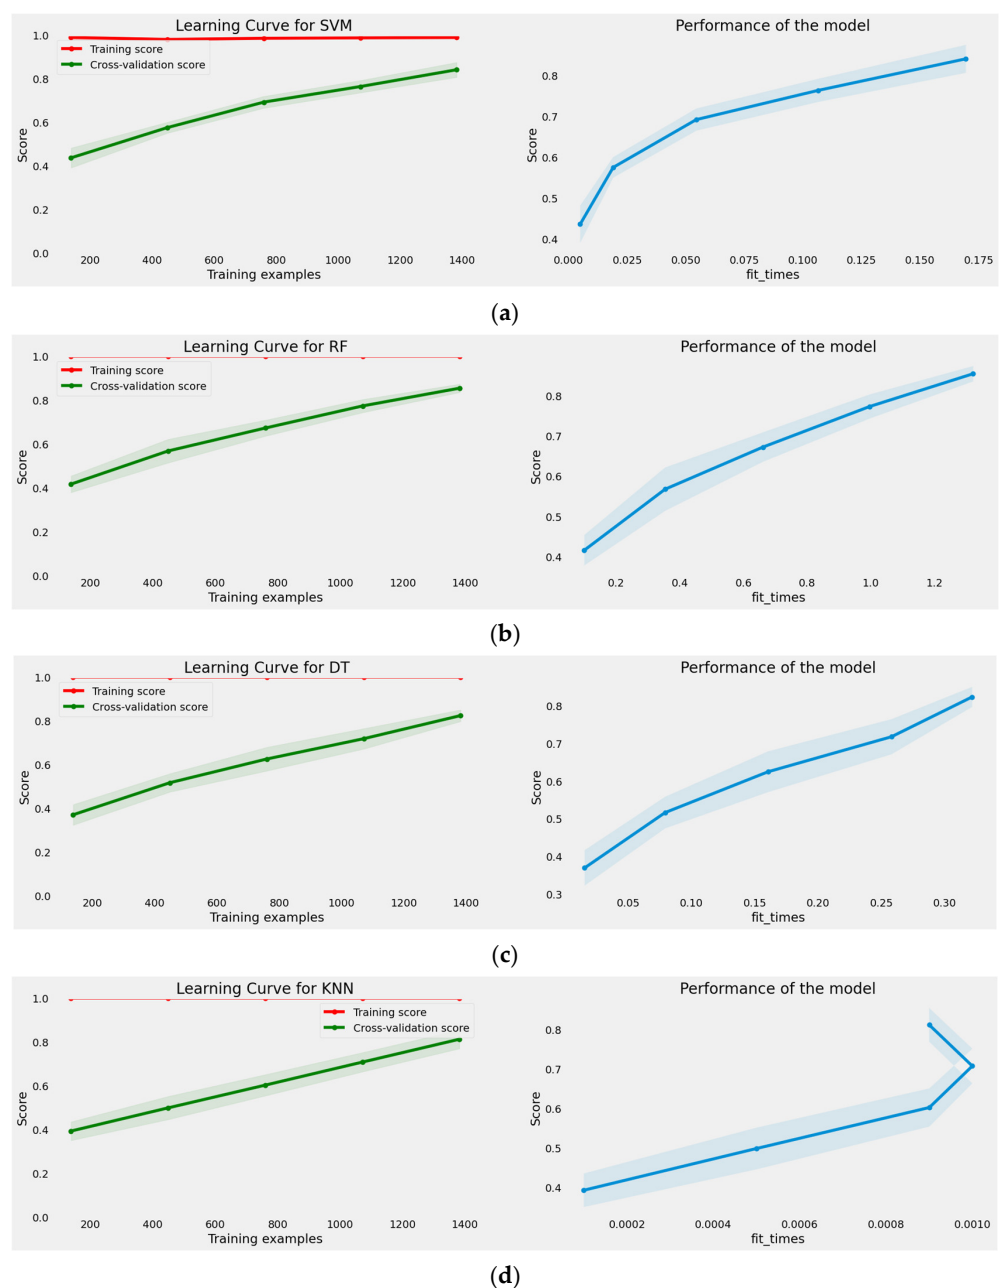 Learning Curve for SVM
1.0
0.8
0.6
0.4
0.2
0.0
Score
Training score
Cross-validation score
200 400 600 800 1000 1200 1400
Training examples
Performance of the model
0.8
0.7
0.6
0.5
0.4
Score
0.000 0.025 0.050 0.075 0.100 0.125 0.150 0.175
fit_times
(a)
Learning Curve for RF
1.0
0.8
0.6
0.4
0.2
0.0
Score
Training score
Cross-validation score
200 400 600 800 1000 1200 1400
Training examples
Performance of the model
0.8
0.7
0.6
0.5
0.4
Score
0.2 0.4 0.6 0.8 1.0 1.2
fit_times
(b)
Learning Curve for DT
1.0
0.8
0.6
0.4
0.2
0.0
Score
Training score
Cross-validation score
200 400 600 800 1000 1200 1400
Training examples
Performance of the model
0.8
0.7
0.6
0.5
0.4
0.3
Score
0.05 0.10 0.15 0.20 0.25 0.30
fit_times
(c)
Learning Curve for KNN
1.0
0.8
0.6
0.4
0.2
0.0
Score
Training score
Cross-validation score
200 400 600 800 1000 1200 1400
Training examples
Performance of the model
0.8
0.7
0.6
0.5
0.4
Score
0.0002 0.0004 0.0006 0.0008 0.0010
fit_times
(d)